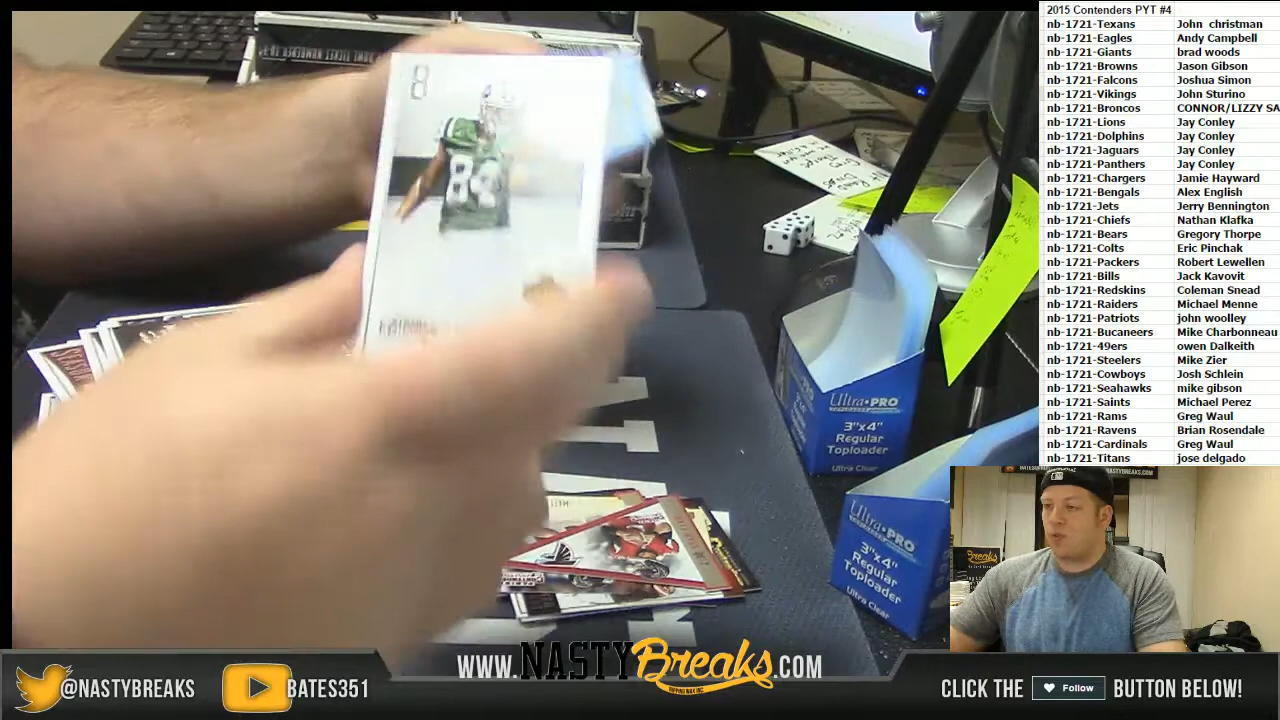 2015 Contenders PYT #4
nb-1721-Texans John christman
nb-1721-Eagles Andy Campbell
nb-1721-Giants brad woods
nb-1721-Browns Jason Gibson
nb-1721-Falcons Joshua Simon
nb-1721-Vikings John Sturino
nb-1721-Broncos CONNOR/LIZZY SA
nb-1721-Lions Jay Conley
nb-1721-Dolphins Jay Conley
nb-1721-Jaguars Jay Conley
nb-1721-Panthers Jay Conley
nb-1721-Chargers Jamie Hayward
nb-1721-Bengals Alex English
nb-1721-Jets Jerry Bennington
nb-1721-Chiefs Nathan Klafka
nb-1721-Bears Gregory Thorpe
nb-1721-Colts Eric Pinchak
nb-1721-Packers Robert Lewellen
nb-1721-Bills Jack Kavovit
nb-1721-Redskins Coleman Snead
nb-1721-Raiders Michael Menne
nb-1721-Patriots john woolley
nb-1721-Bucaneers Mike Charbonneau
nb-1721-49ers owen Dalkeith
nb-1721-Steelers Mike Zier
nb-1721-Cowboys Josh Schlein
nb-1721-Seahawks mike gibson
nb-1721-Saints Michael Perez
nb-1721-Rams Greg Waul
nb-1721-Ravens Brian Rosendale
nb-1721-Cardinals Greg Waul
nb-1721-Titans jose delgado
8
84
SEASON
Ultra·PRO
3"x4"
Regular
Toploader
Ultra Clear
Ultra·PRO
3"x4"
Regular
Toploader
Ultra Clear
Breaks
@NASTYBREAKS
BATES351
WWW.NASTYBreaks.COM
RIPPING WAX INC
CLICK THE Follow BUTTON BELOW!